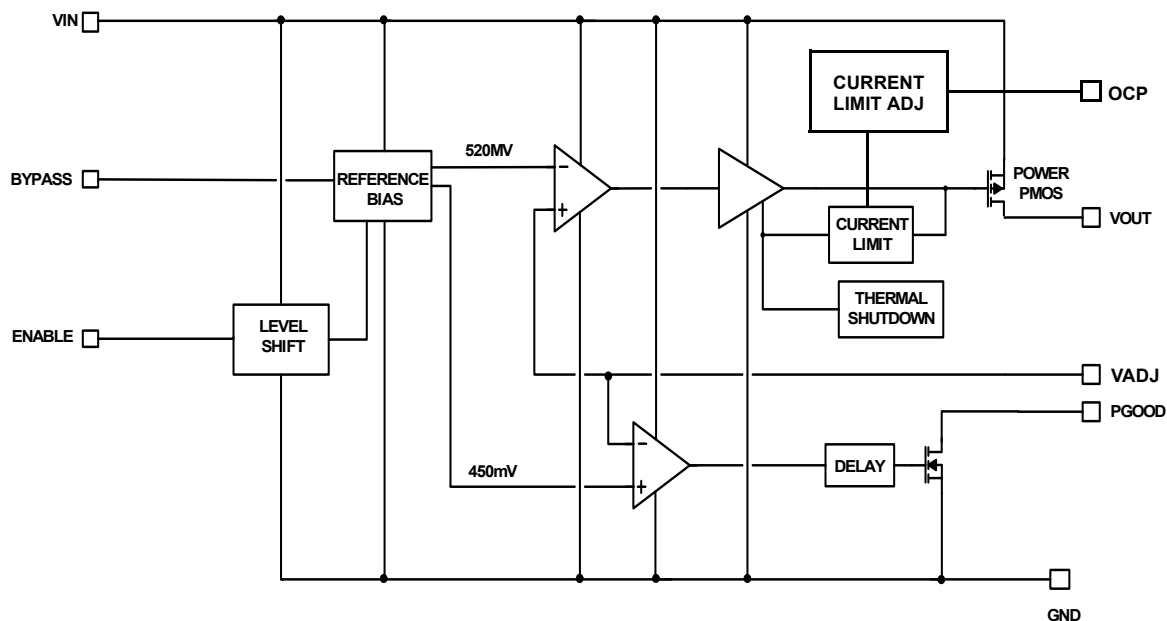 VIN
CURRENT
LIMIT ADJ
OCP
520MV
BYPASS
REFERENCE
BIAS
−
+
POWER
PMOS
VOUT
CURRENT
LIMIT
THERMAL
SHUTDOWN
ENABLE
LEVEL
SHIFT
VADJ
PGOOD
−
450mV
+
DELAY
GND